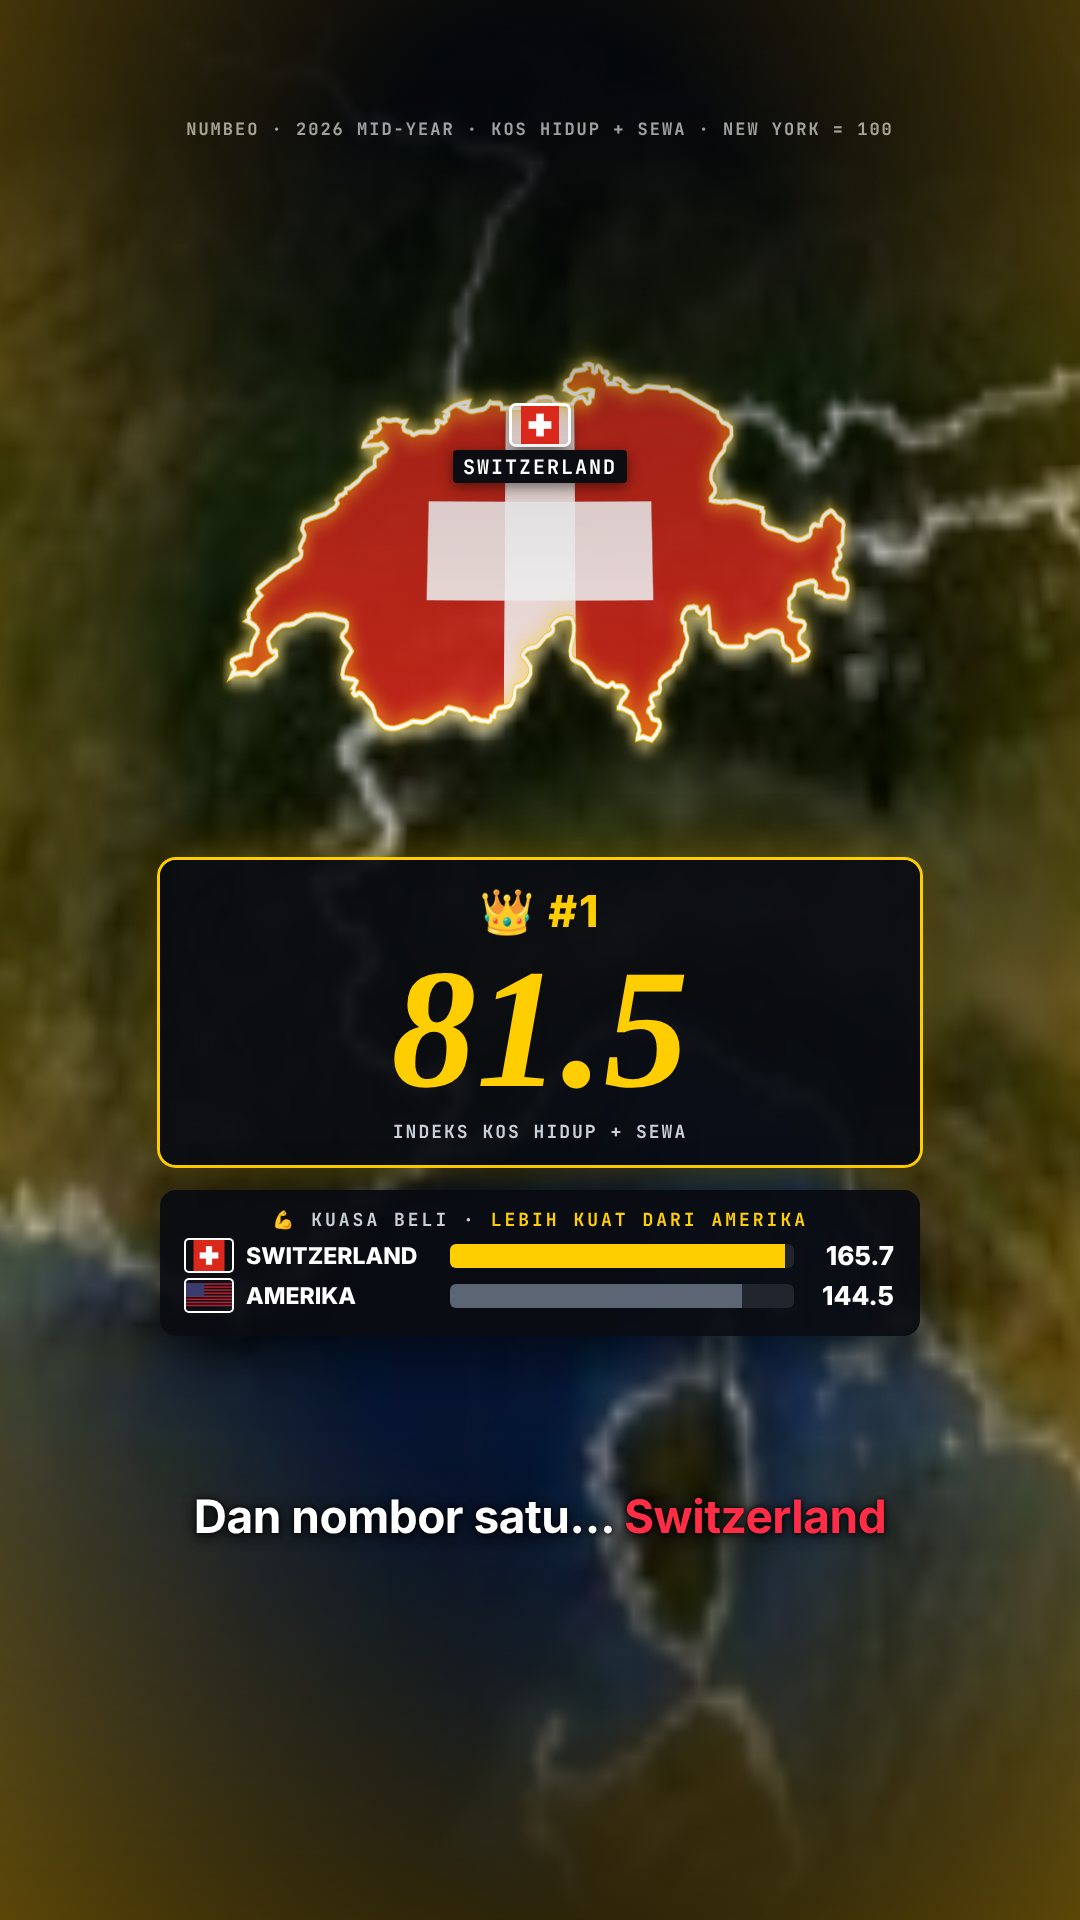 NUMBEO · 2026 MID-YEAR · KOS HIDUP + SEWA · NEW YORK = 100
SWITZERLAND
👑 #1
81.5
INDEKS KOS HIDUP + SEWA
💪 KUASA BELI · LEBIH KUAT DARI AMERIKA
SWITZERLAND 165.7
AMERIKA 144.5
Dan nombor satu... Switzerland